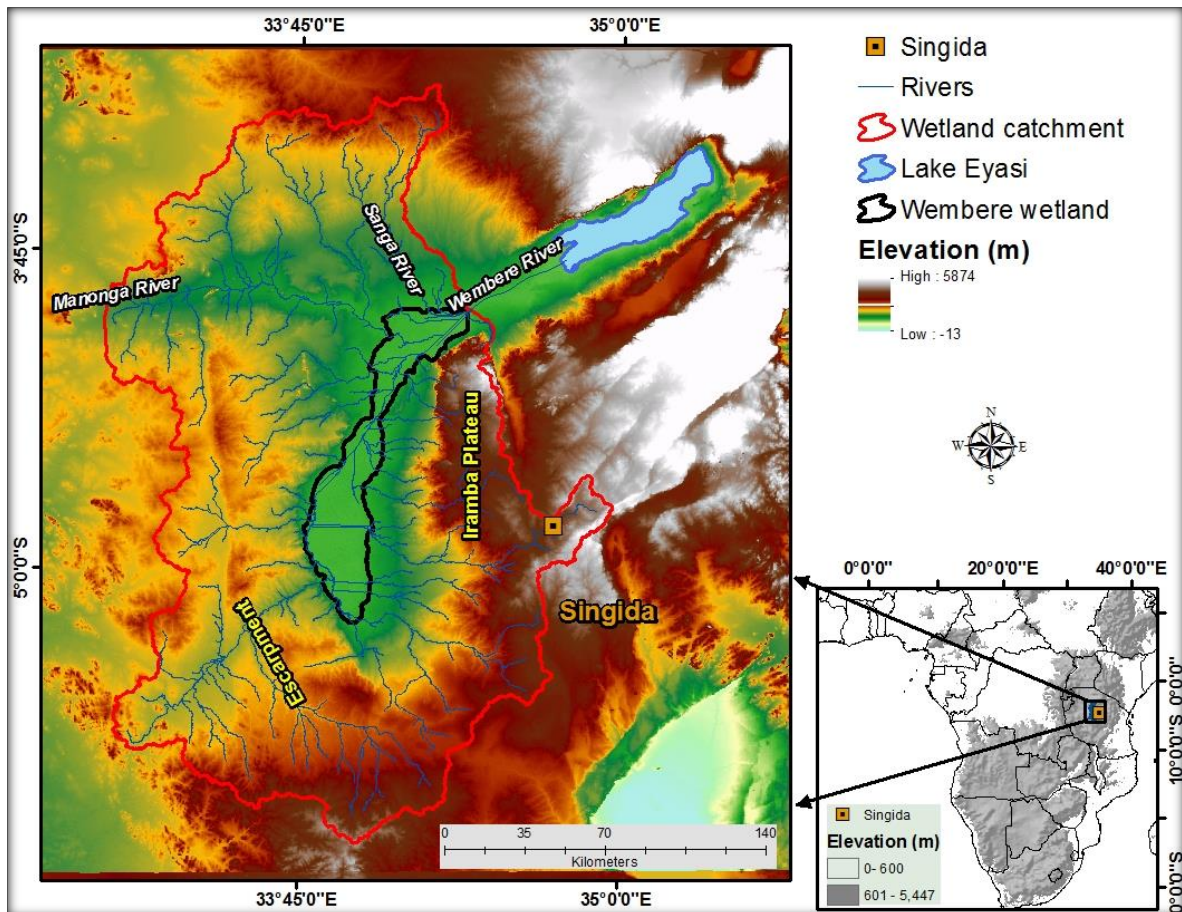 33°45'0"E
35°0'0"E
3°45'0"S
5°0'0"S
Manonga River
Sanga River
Wembere River
Iramba Plateau
Escarpment
Singida
0 35 70 140
Kilometers
33°45'0"E
35°0'0"E
Singida
Rivers
Wetland catchment
Lake Eyasi
Wembere wetland
Elevation (m)
High : 5874
Low : -13
N
W E
S
0°0'0"
20°0'0"E
40°0'0"E
0°0'0"
10°0'0"S
Singida
Elevation (m)
0- 600
601 - 5,447